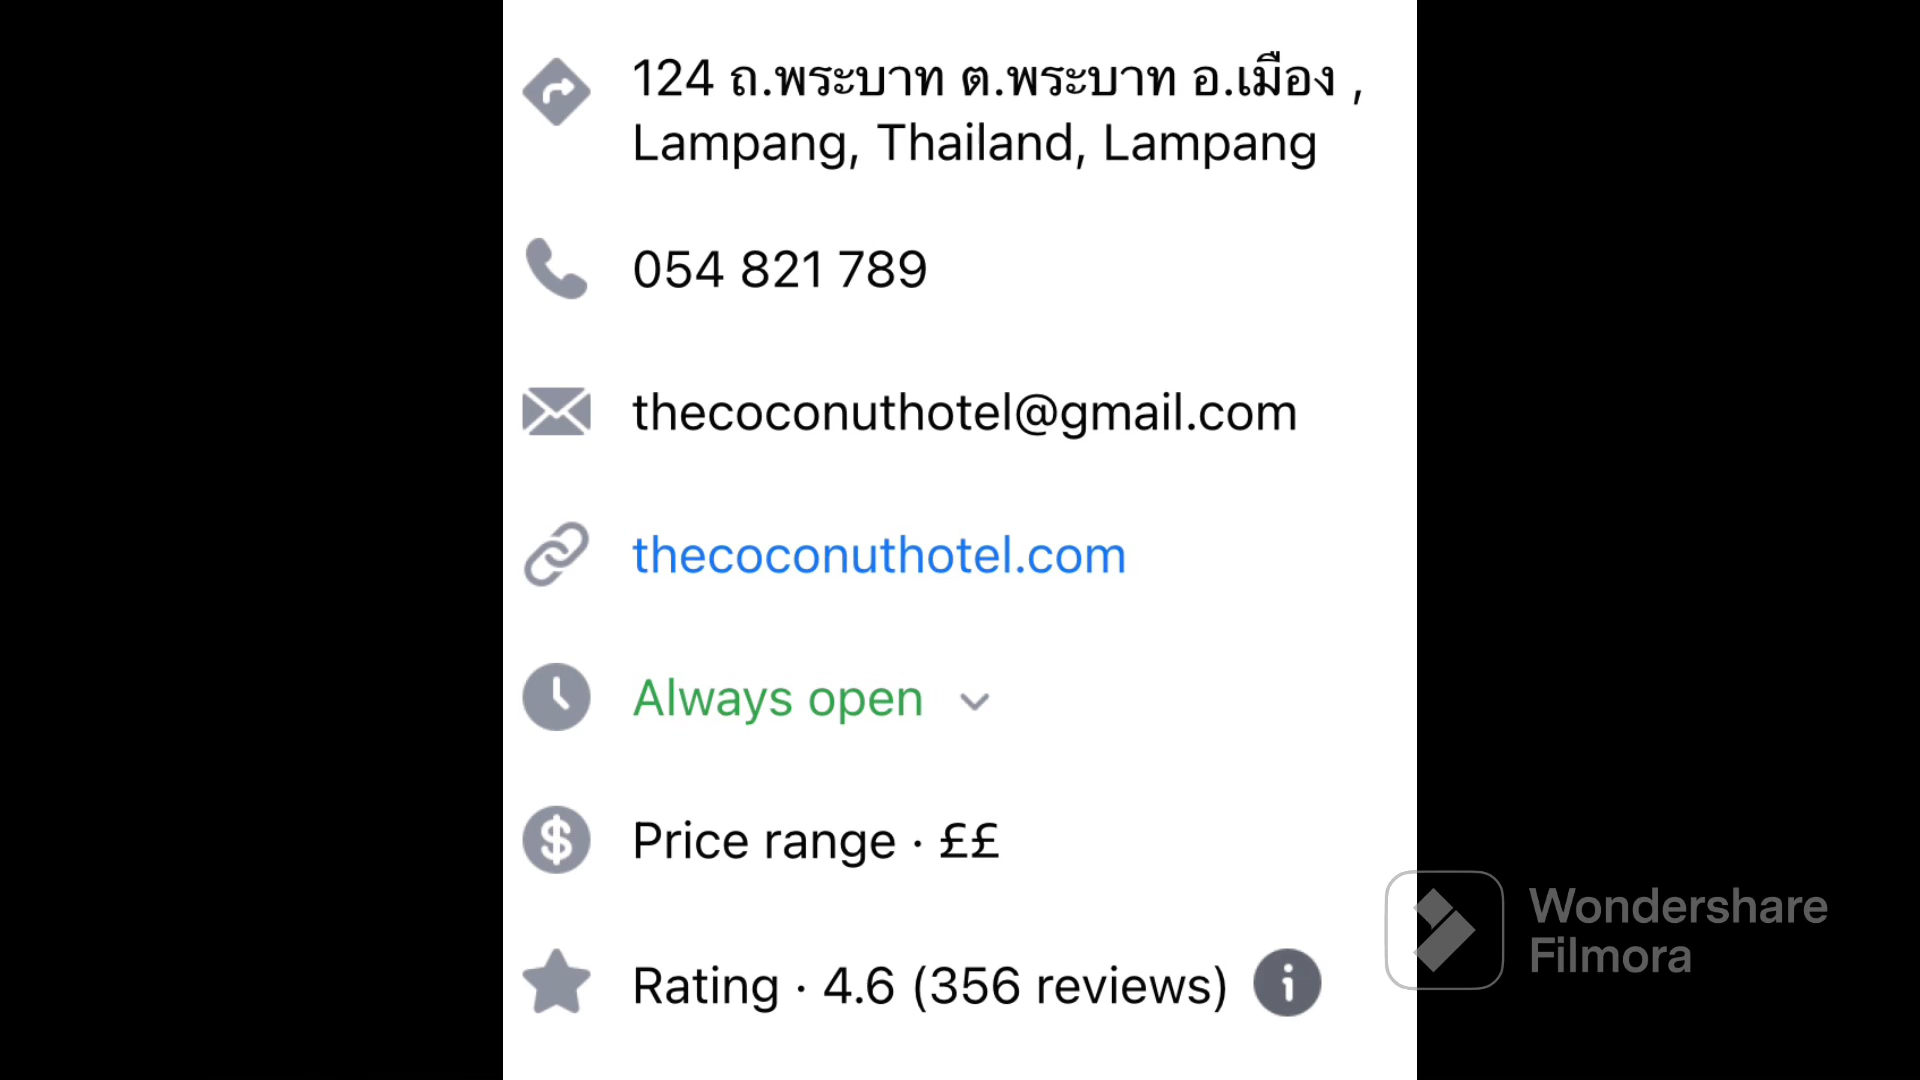 124 ถ.พระบาท ต.พระบาท อ.เมือง ,
Lampang, Thailand, Lampang
054 821 789
thecoconuthotel@gmail.com
thecoconuthotel.com
Always open
Price range · ££
Rating · 4.6 (356 reviews)
Wondershare
Filmora